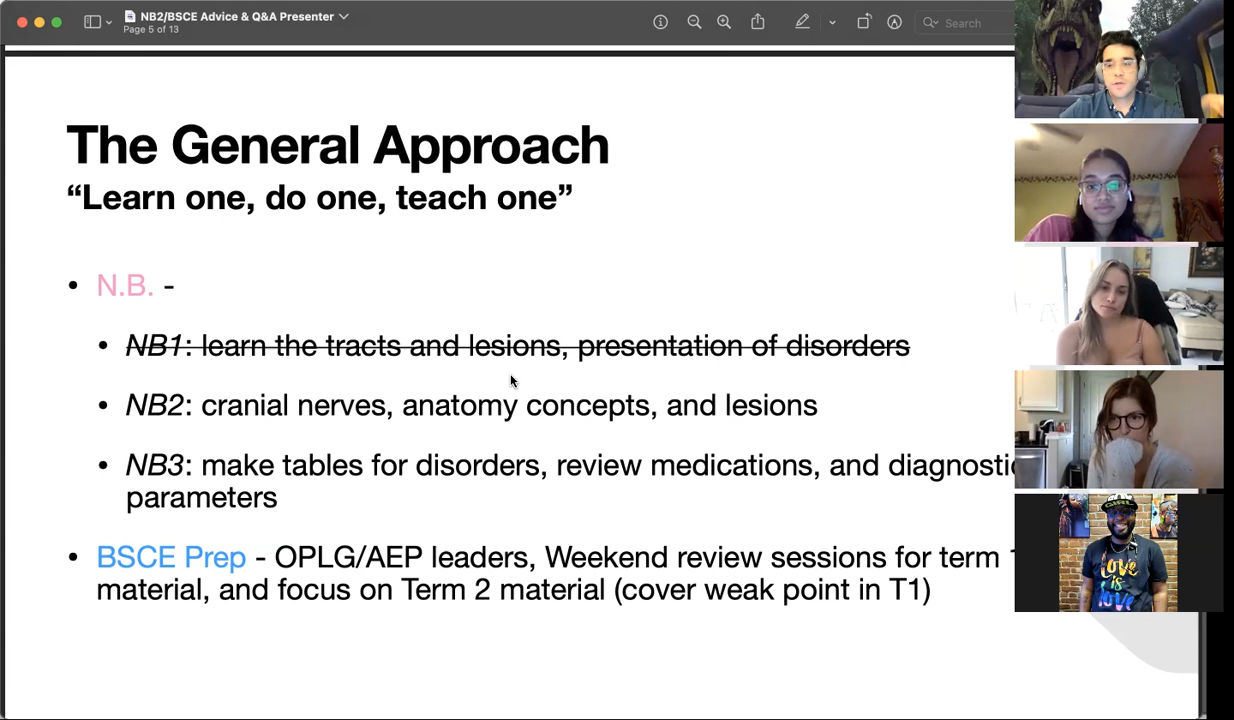 NB2/BSCE Advice & Q&A Presenter
Page 5 of 13
Search
The General Approach
“Learn one, do one, teach one”
• N.B. -
• NB1: learn the tracts and lesions, presentation of disorders
• NB2: cranial nerves, anatomy concepts, and lesions
• NB3: make tables for disorders, review medications, and diagnostic
parameters
• BSCE Prep - OPLG/AEP leaders, Weekend review sessions for term 1
material, and focus on Term 2 material (cover weak point in T1)
GIRL
Love
is
love